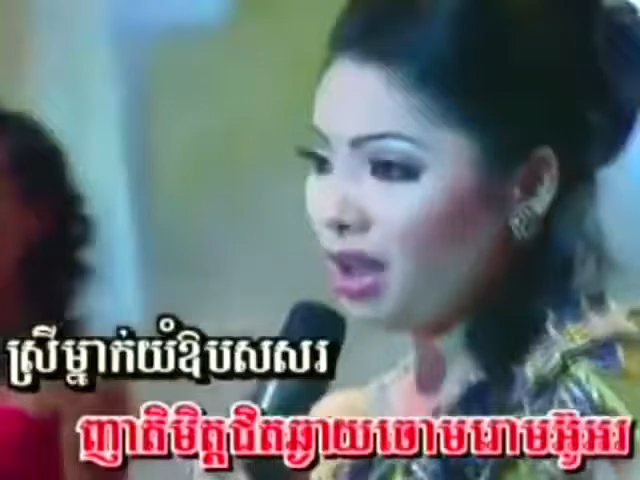 ស្រីម្នាក់យំឱបសសរ
ញាតិមិត្តជិតឆ្ងាយចោមរោមអ៊ូអរ